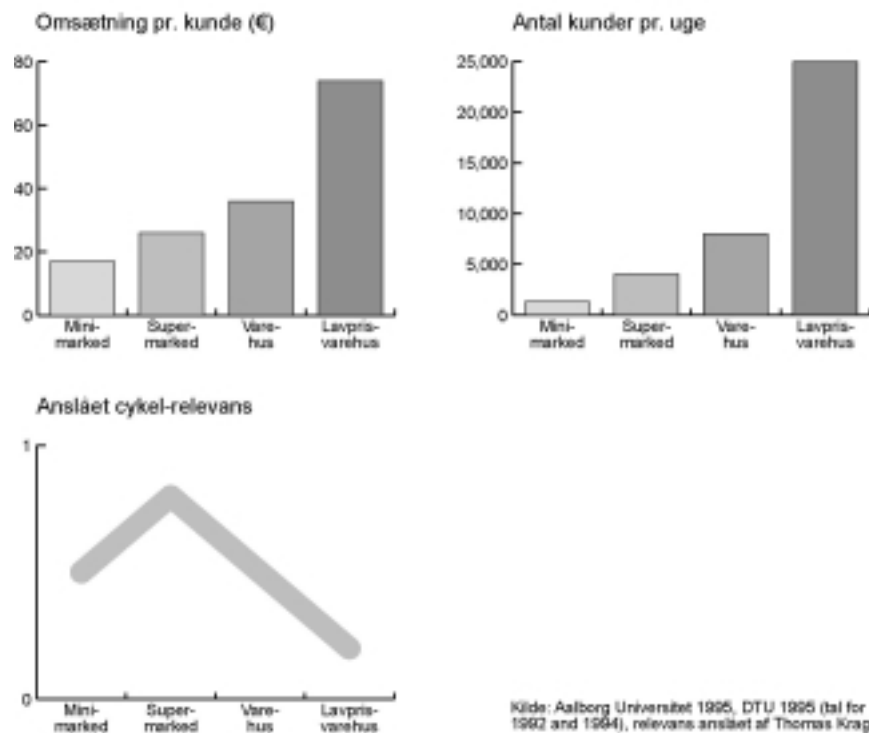 Omsætning pr. kunde (€)
80
60
40
20
0
Mini-
marked
Super-
marked
Vare-
hus
Lavpris-
varehus
Antal kunder pr. uge
25,000
20,000
15,000
10,000
5,000
0
Mini-
marked
Super-
marked
Vare-
hus
Lavpris-
varehus
Anslået cykel-relevans
1
0
Mini-
marked
Super-
marked
Vare-
hus
Lavpris-
varehus
Kilde: Aalborg Universitet 1995, DTU 1995 (tal for
1992 and 1994), relevans anslået af Thomas Krag